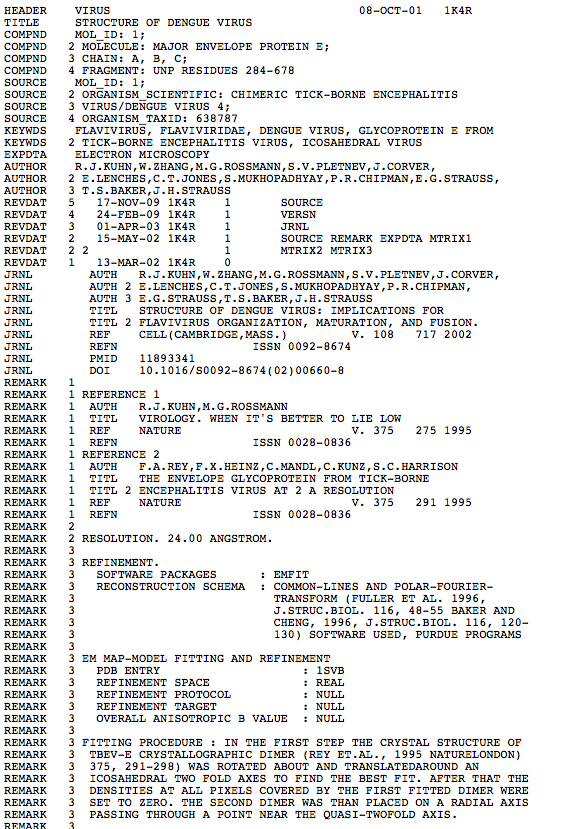 HEADER    VIRUS                                   08-OCT-01   1K4R
TITLE     STRUCTURE OF DENGUE VIRUS
COMPND    MOL_ID: 1;
COMPND   2 MOLECULE: MAJOR ENVELOPE PROTEIN E;
COMPND   3 CHAIN: A, B, C;
COMPND   4 FRAGMENT: UNP RESIDUES 284-678
SOURCE    MOL_ID: 1;
SOURCE   2 ORGANISM_SCIENTIFIC: CHIMERIC TICK-BORNE ENCEPHALITIS
SOURCE   3 VIRUS/DENGUE VIRUS 4;
SOURCE   4 ORGANISM_TAXID: 638787
KEYWDS    FLAVIVIRUS, FLAVIVIRIDAE, DENGUE VIRUS, GLYCOPROTEIN E FROM
KEYWDS   2 TICK-BORNE ENCEPHALITIS VIRUS, ICOSAHEDRAL VIRUS
EXPDTA    ELECTRON MICROSCOPY
AUTHOR    R.J.KUHN,W.ZHANG,M.G.ROSSMANN,S.V.PLETNEV,J.CORVER,
AUTHOR   2 E.LENCHES,C.T.JONES,S.MUKHOPADHYAY,P.R.CHIPMAN,E.G.STRAUSS,
AUTHOR   3 T.S.BAKER,J.H.STRAUSS
REVDAT   5   17-NOV-09 1K4R    1       SOURCE
REVDAT   4   24-FEB-09 1K4R    1       VERSN
REVDAT   3   01-APR-03 1K4R    1       JRNL
REVDAT   2   15-MAY-02 1K4R    1       SOURCE REMARK EXPDTA MTRIX1
REVDAT   2 2                   1       MTRIX2 MTRIX3
REVDAT   1   13-MAR-02 1K4R    0
JRNL        AUTH   R.J.KUHN,W.ZHANG,M.G.ROSSMANN,S.V.PLETNEV,J.CORVER,
JRNL        AUTH 2 E.LENCHES,C.T.JONES,S.MUKHOPADHYAY,P.R.CHIPMAN,
JRNL        AUTH 3 E.G.STRAUSS,T.S.BAKER,J.H.STRAUSS
JRNL        TITL   STRUCTURE OF DENGUE VIRUS: IMPLICATIONS FOR
JRNL        TITL 2 FLAVIVIRUS ORGANIZATION, MATURATION, AND FUSION.
JRNL        REF    CELL(CAMBRIDGE,MASS.)         V. 108   717 2002
JRNL        REFN                   ISSN 0092-8674
JRNL        PMID   11893341
JRNL        DOI    10.1016/S0092-8674(02)00660-8
REMARK   1
REMARK   1 REFERENCE 1
REMARK   1  AUTH   R.J.KUHN,M.G.ROSSMANN
REMARK   1  TITL   VIROLOGY. WHEN IT'S BETTER TO LIE LOW
REMARK   1  REF    NATURE                        V. 375   275 1995
REMARK   1  REFN                   ISSN 0028-0836
REMARK   1 REFERENCE 2
REMARK   1  AUTH   F.A.REY,F.X.HEINZ,C.MANDL,C.KUNZ,S.C.HARRISON
REMARK   1  TITL   THE ENVELOPE GLYCOPROTEIN FROM TICK-BORNE
REMARK   1  TITL 2 ENCEPHALITIS VIRUS AT 2 A RESOLUTION
REMARK   1  REF    NATURE                        V. 375   291 1995
REMARK   1  REFN                   ISSN 0028-0836
REMARK   2
REMARK   2 RESOLUTION. 24.00 ANGSTROM.
REMARK   3
REMARK   3 REFINEMENT.
REMARK   3   SOFTWARE PACKAGES      : EMFIT
REMARK   3   RECONSTRUCTION SCHEMA  : COMMON-LINES AND POLAR-FOURIER-
REMARK   3                            TRANSFORM (FULLER ET AL. 1996,
REMARK   3                            J.STRUC.BIOL. 116, 48-55 BAKER AND
REMARK   3                            CHENG, 1996, J.STRUC.BIOL. 116, 120-
REMARK   3                            130) SOFTWARE USED, PURDUE PROGRAMS
REMARK   3
REMARK   3 EM MAP-MODEL FITTING AND REFINEMENT
REMARK   3   PDB ENTRY                    : 1SVB
REMARK   3   REFINEMENT SPACE             : REAL
REMARK   3   REFINEMENT PROTOCOL          : NULL
REMARK   3   REFINEMENT TARGET            : NULL
REMARK   3   OVERALL ANISOTROPIC B VALUE  : NULL
REMARK   3
REMARK   3 FITTING PROCEDURE : IN THE FIRST STEP THE CRYSTAL STRUCTURE OF
REMARK   3  TBEV-E CRYSTALLOGRAPHIC DIMER (REY ET.AL., 1995 NATURELONDON)
REMARK   3  375, 291-298) WAS ROTATED ABOUT AND TRANSLATEDAROUND AN
REMARK   3  ICOSAHEDRAL TWO FOLD AXES TO FIND THE BEST FIT. AFTER THAT THE
REMARK   3  DENSITIES AT ALL PIXELS COVERED BY THE FIRST FITTED DIMER WERE
REMARK   3  SET TO ZERO. THE SECOND DIMER WAS THAN PLACED ON A RADIAL AXIS
REMARK   3  PASSING THROUGH A POINT NEAR THE QUASI-TWOFOLD AXIS.
REMARK   3